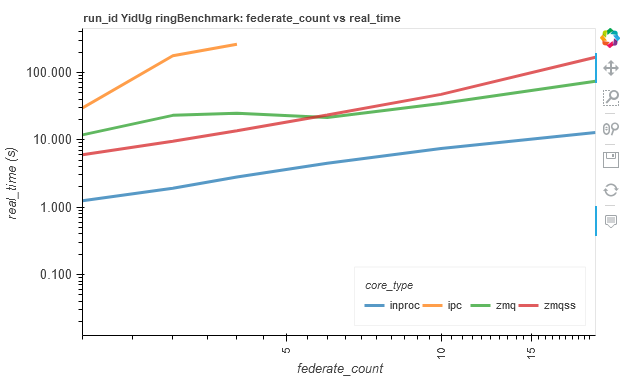 run_id YidUg ringBenchmark: federate_count vs real_time
100.000
10.000
1.000
0.100
real_time (s)
core_type
inproc
ipc
zmq
zmqss
5
10
15
federate_count